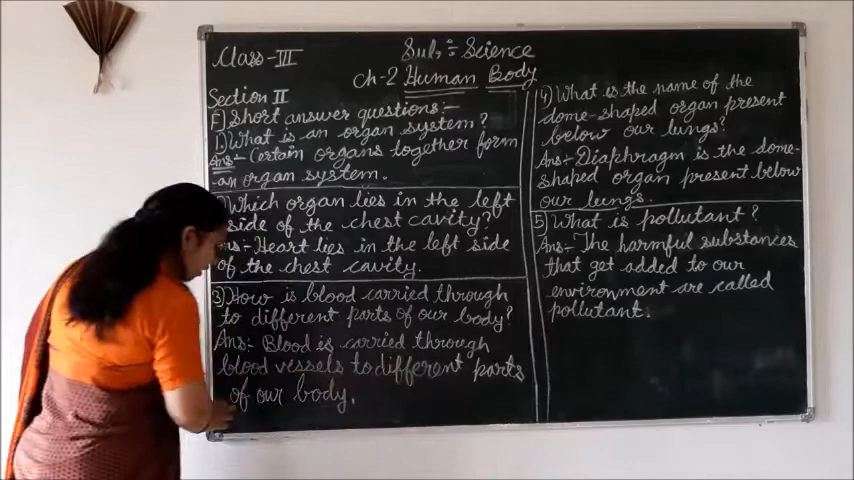 Class-VII
Sub:- Science
Ch-2 Human Body
Section II
F] Short answer questions:-
1.) What is an organ system?
Ans:- Certain organs together form
an organ system.
2) Which organ lies in the left
side of the chest cavity?
Ans:- Heart lies in the left side
of the chest cavity.
3) How is blood carried through
to different parts of our body?
Ans:- Blood is carried through
blood vessels to different parts
of our body.
4) What is the name of the
dome-shaped organ present
below our lungs?
Ans:- Diaphragm is the dome-
shaped organ present below
our lungs.
5) What is pollutant?
Ans- The harmful substances
that get added to our
environment are called
pollutant.